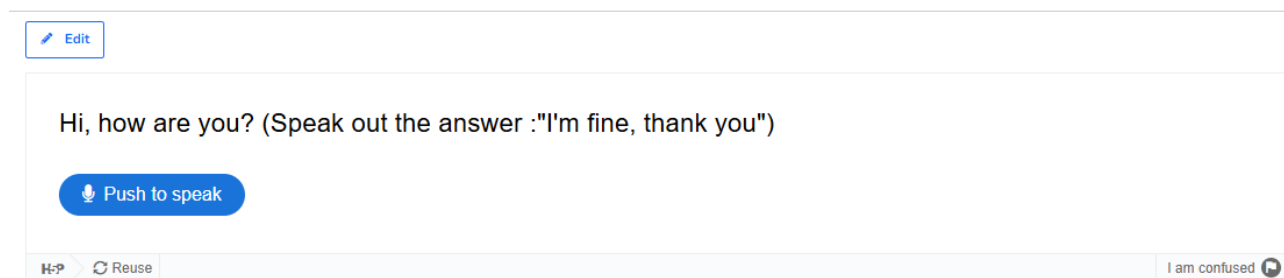 Edit
Hi, how are you? (Speak out the answer :"I'm fine, thank you")
Push to speak
H-P Reuse I am confused